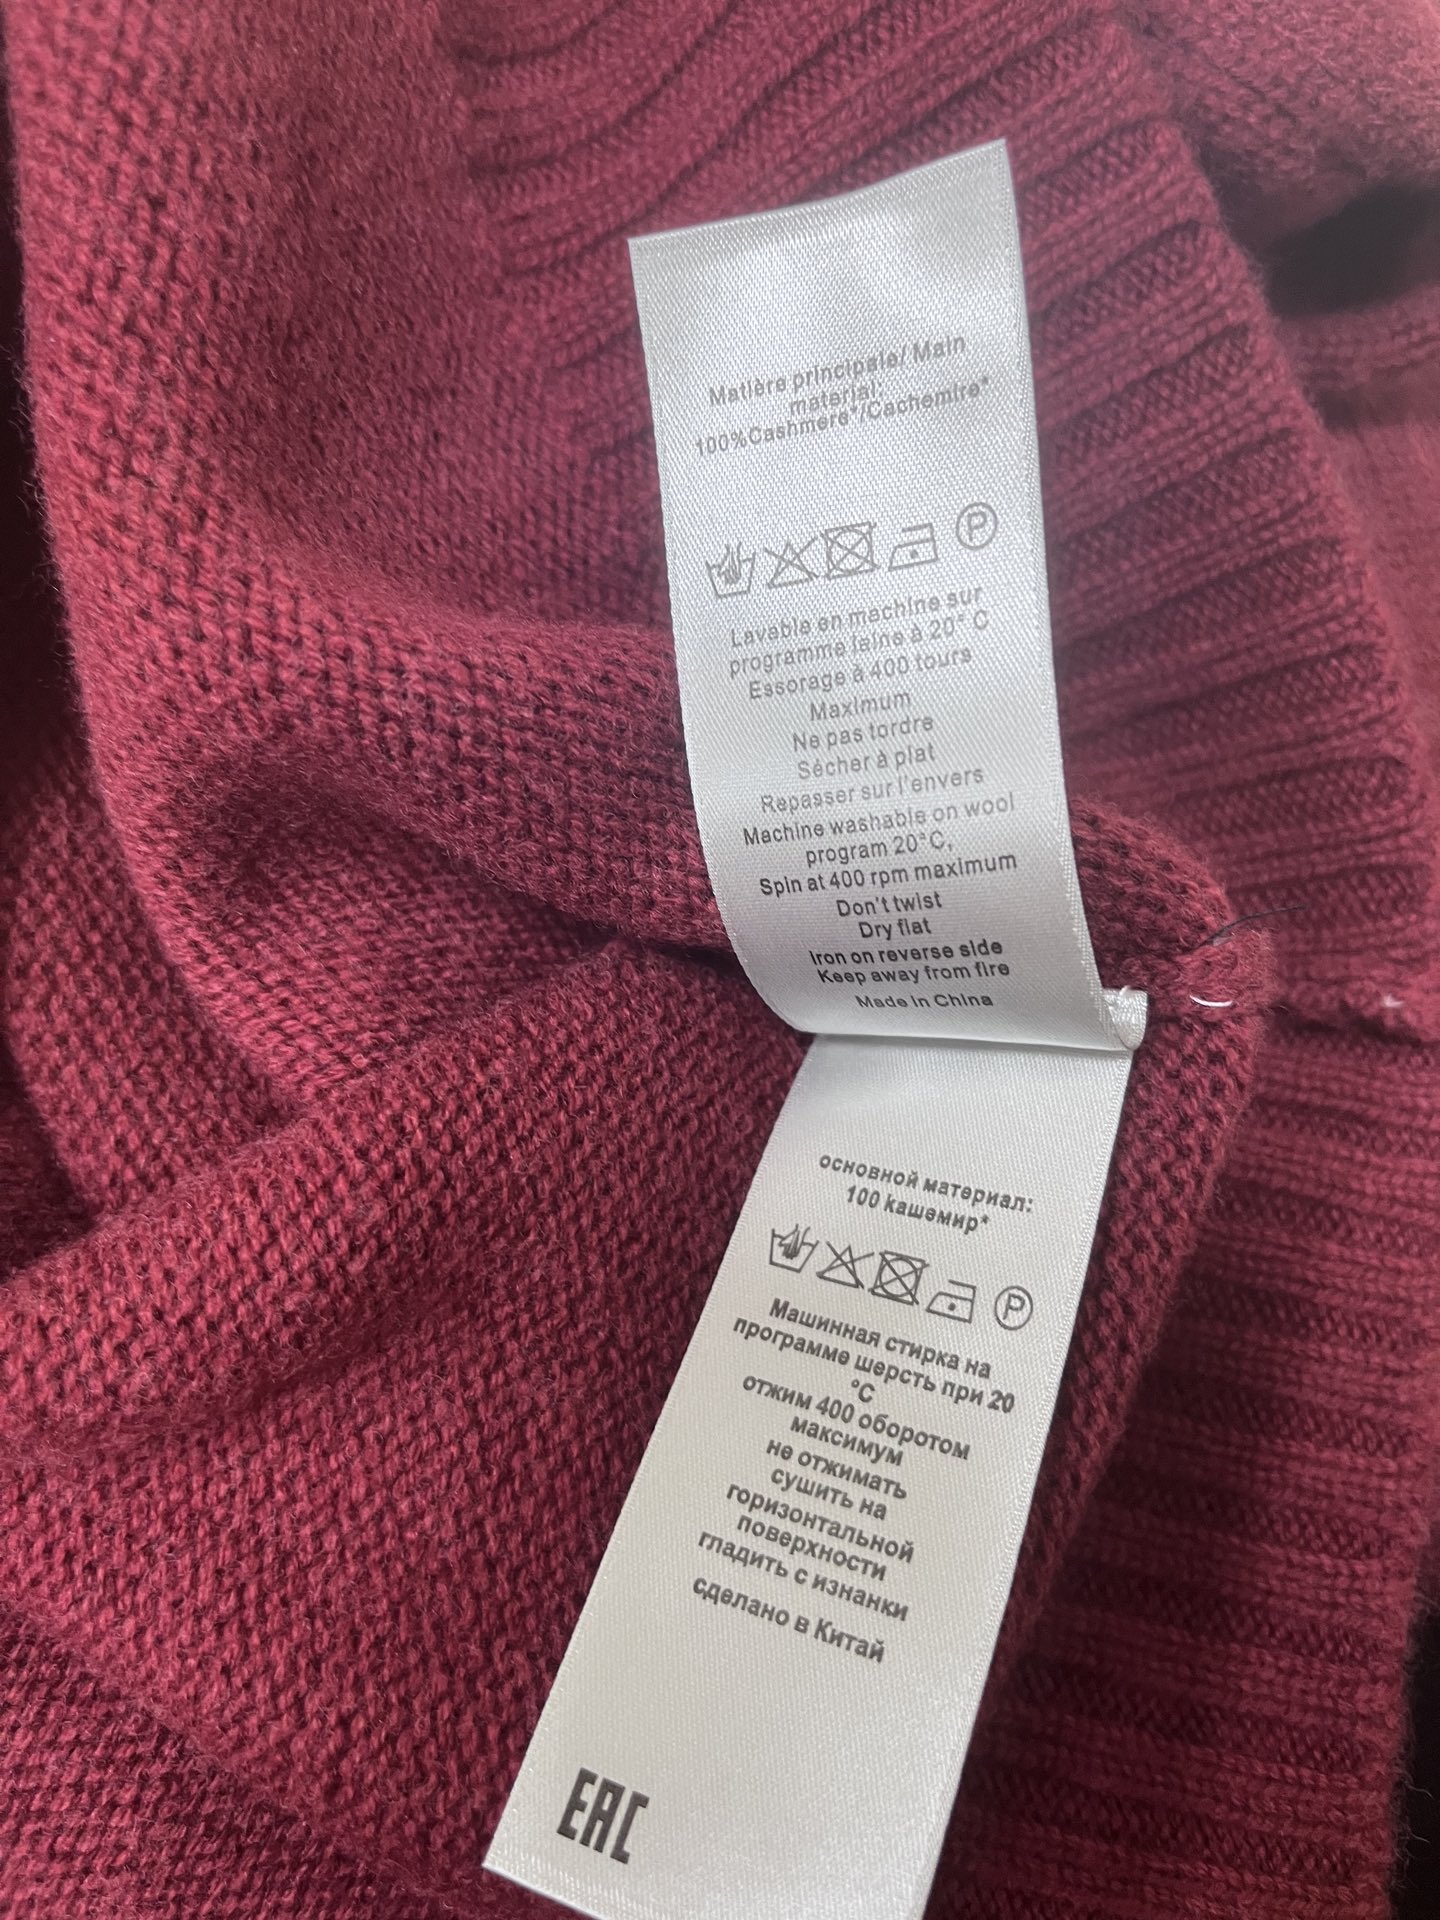 Matière principale/ Main
material:
100%Cashmere*/Cachemire*
P
Lavable en machine sur
programme laine à 20° C
Essorage à 400 tours
Maximum
Ne pas tordre
Sécher à plat
Repasser sur l'envers
Machine washable on wool
program 20°C,
Spin at 400 rpm maximum
Don't twist
Dry flat
Iron on reverse side
Keep away from fire
Made in China
основной материал:
100 кашемир*
P
Машинная стирка на
программе шерсть при 20
°C
отжим 400 оборотом
максимум
не отжимать
сушить на
горизонтальной
поверхности
гладить с изнанки
сделано в Китай
EAC